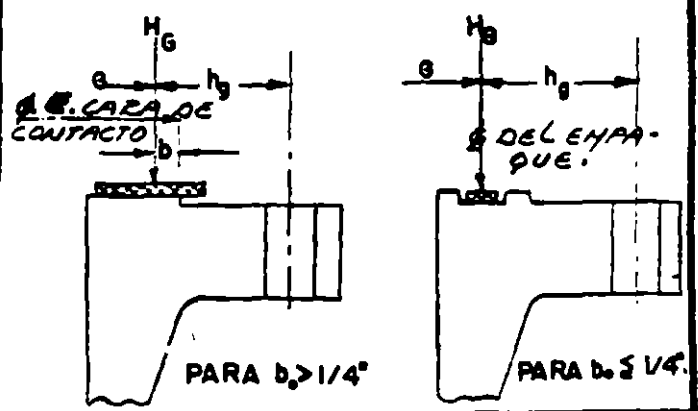 H_G
G
h_g
CARA DE
CONTACTO
b
PARA b₀>1/4"
H_G
G
h_g
℄ DEL EMPA-
QUE.
PARA b₀ ≤ 1/4".